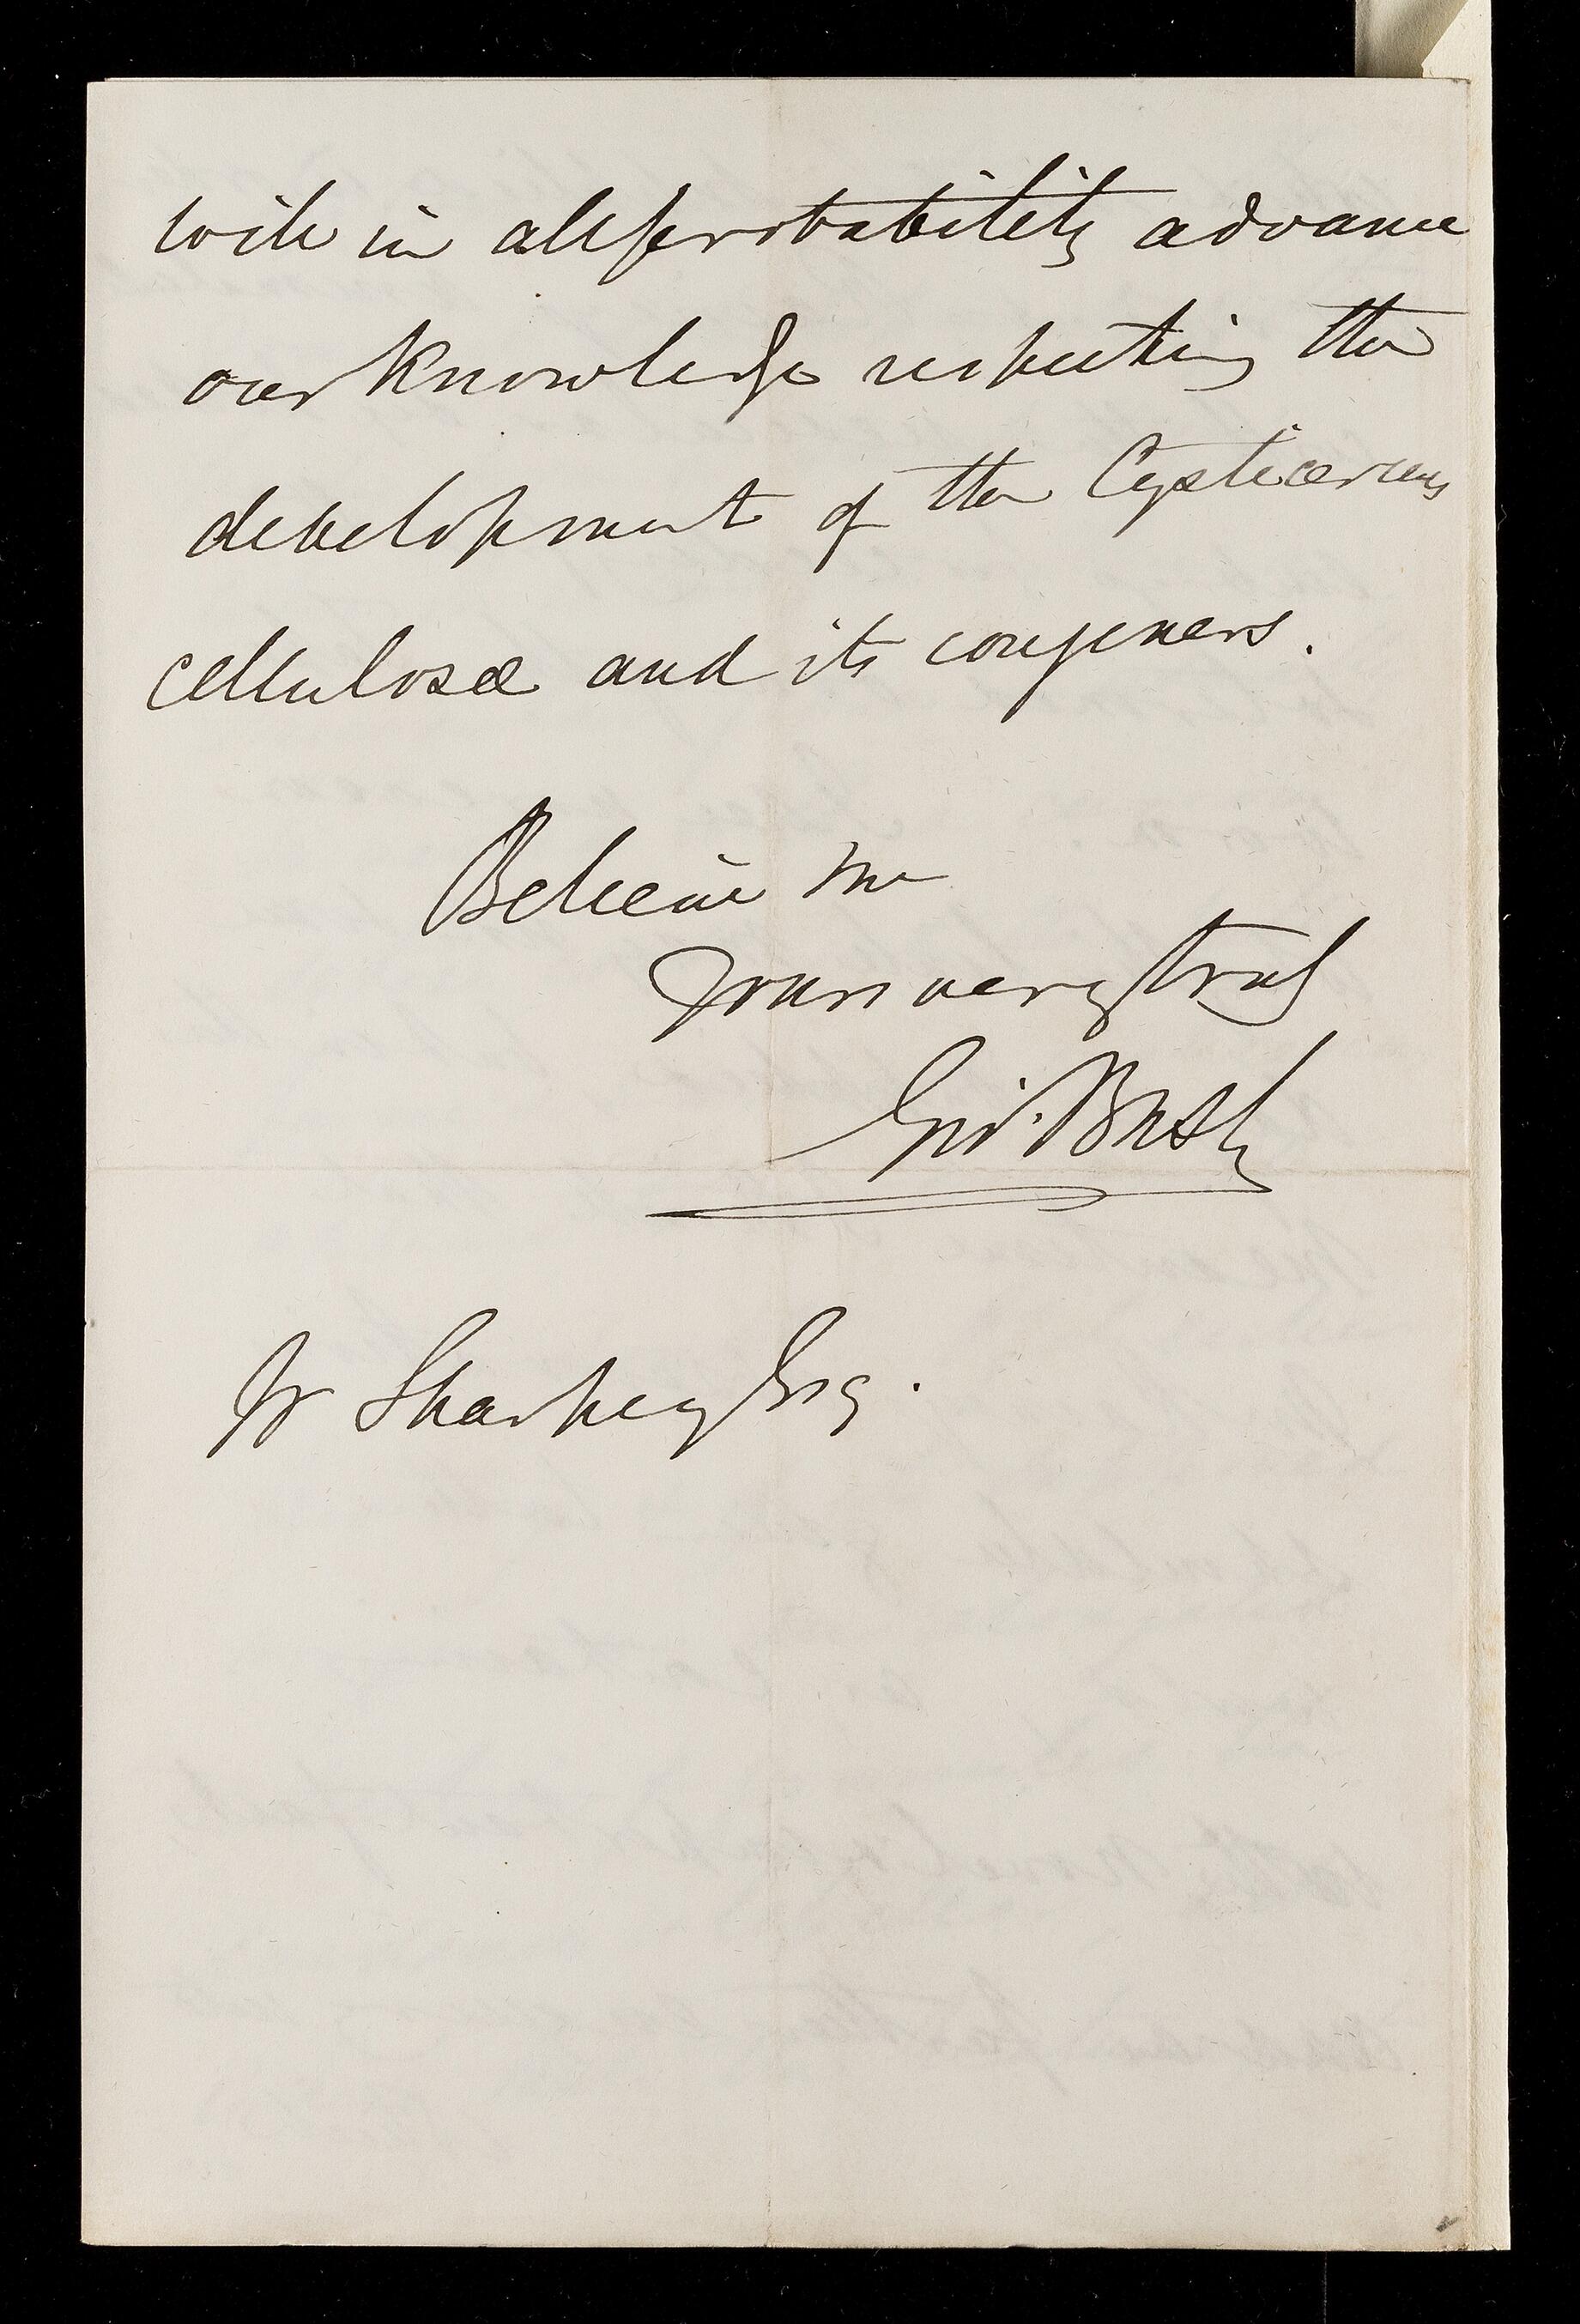 will in all probability advance
our knowledge respecting the
development of the Cysticercus
cellulosæ and its congeners.
Believe me
Yours very truly
Geo. Busk
W Sharpey Esq.